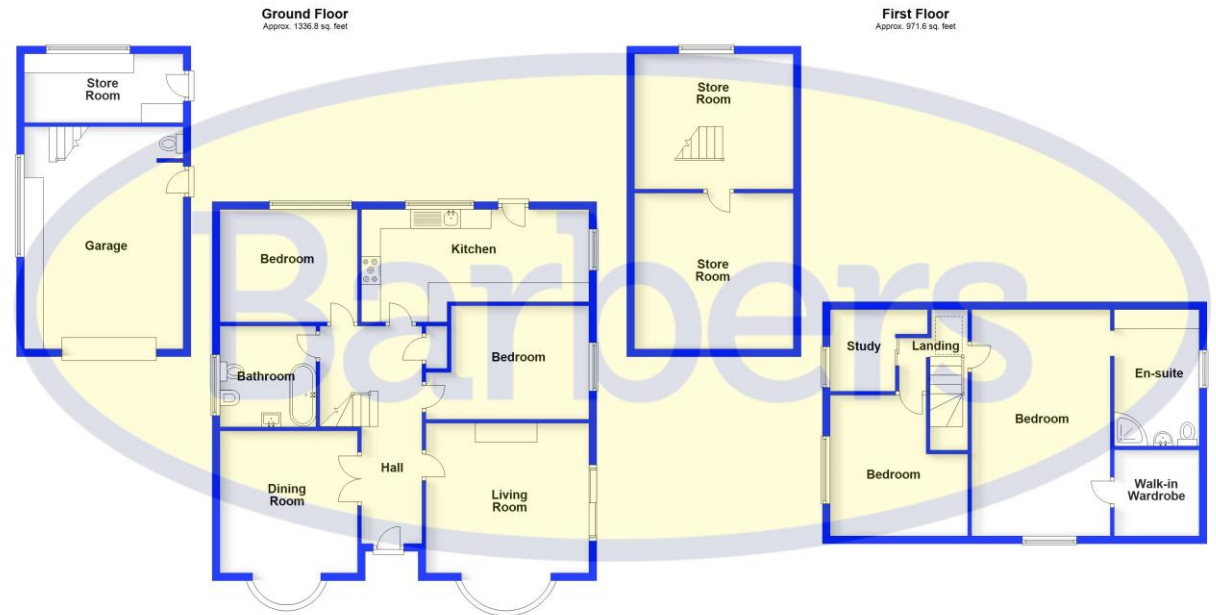 Ground Floor
Approx. 1336.8 sq. feet
Store
Room
Garage
Bedroom
Kitchen
Bedroom
Bathroom
Hall
Dining
Room
Living
Room
First Floor
Approx. 971.6 sq. feet
Store
Room
Store
Room
Study
Landing
En-suite
Bedroom
Bedroom
Walk-in
Wardrobe
Barbers